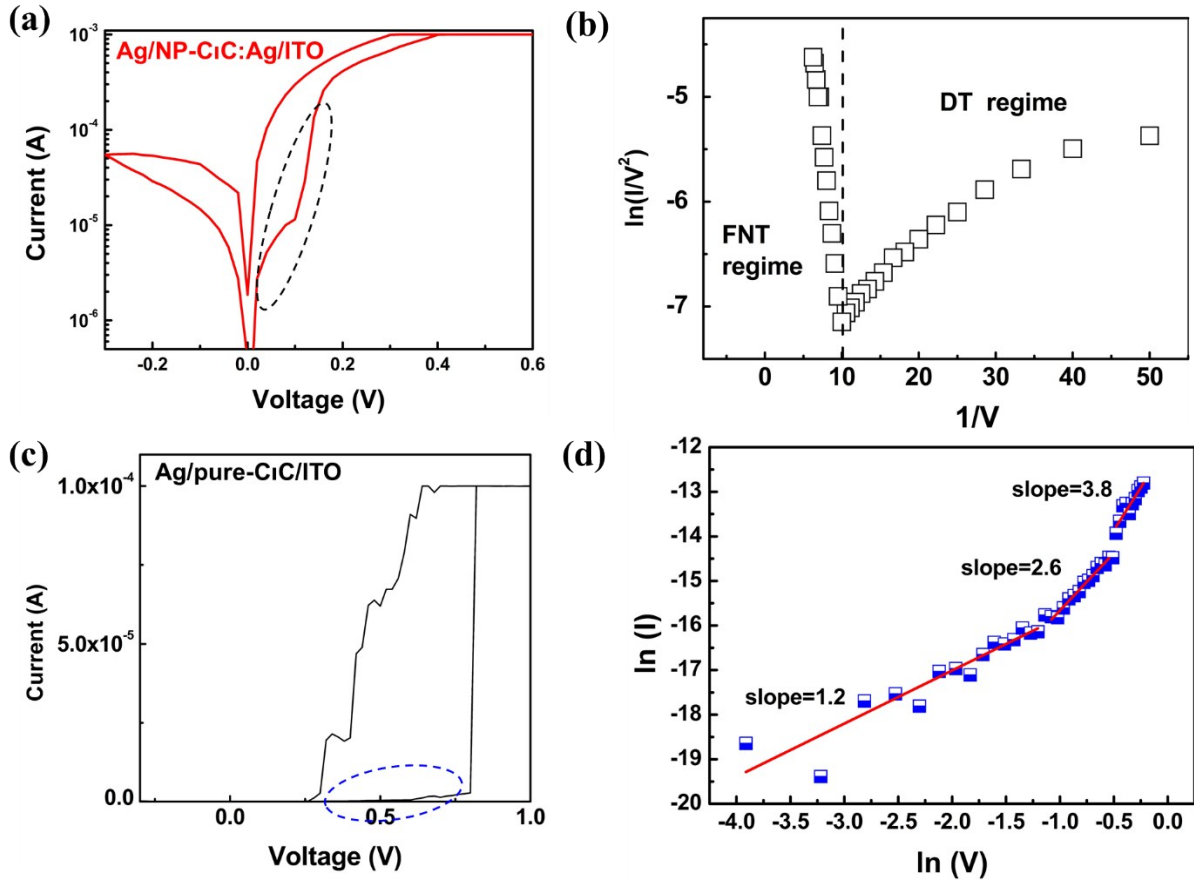 (a)
Ag/NP-CıC:Ag/ITO
10-3
10-4
10-5
10-6
Current (A)
-0.2
0.0
0.2
0.4
0.6
Voltage (V)
(b)
DT regime
FNT
regime
ln(I/V2)
-5
-6
-7
0
10
20
30
40
50
1/V
(c)
Ag/pure-CıC/ITO
1.0x10-4
5.0x10-5
0.0
Current (A)
0.0
0.5
1.0
Voltage (V)
(d)
slope=3.8
slope=2.6
slope=1.2
ln (I)
-12
-13
-14
-15
-16
-17
-18
-19
-20
-4.0
-3.5
-3.0
-2.5
-2.0
-1.5
-1.0
-0.5
0.0
ln (V)